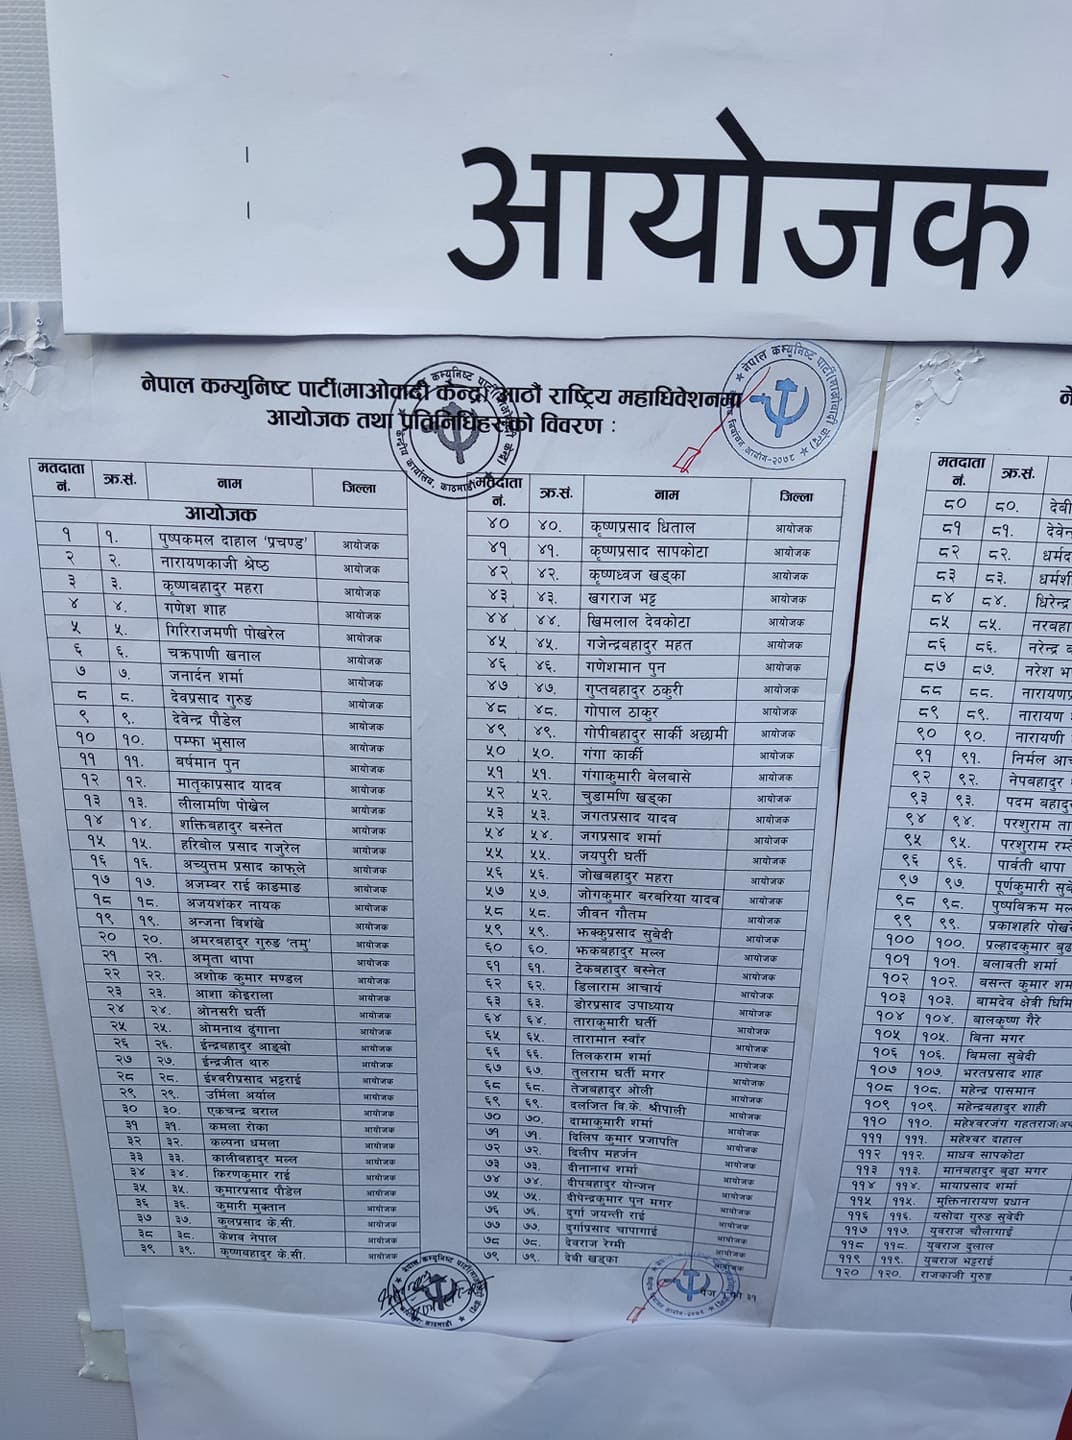 आयोजक
नेपाल कम्युनिष्ट पार्टी(माओवादी केन्द्र) आठौं राष्ट्रिय महाधिवेशनमा
आयोजक तथा प्रतिनिधिहरूको विवरण :
मतदाता नं. क्र.सं. नाम जिल्ला
आयोजक
१ १. पुष्पकमल दाहाल 'प्रचण्ड' आयोजक
२ २. नारायणकाजी श्रेष्ठ आयोजक
३ ३. कृष्णबहादुर महरा आयोजक
४ ४. गणेश शाह आयोजक
५ ५. गिरिराजमणी पोखरेल आयोजक
६ ६. चक्रपाणी खनाल आयोजक
७ ७. जनार्दन शर्मा आयोजक
८ ८. देवप्रसाद गुरुङ आयोजक
९ ९. देवेन्द्र पौडेल आयोजक
१० १०. पम्फा भुसाल आयोजक
११ ११. बर्षमान पुन आयोजक
१२ १२. मातृकाप्रसाद यादव आयोजक
१३ १३. लीलामणि पोखेल आयोजक
१४ १४. शक्तिबहादुर बस्नेत आयोजक
१५ १५. हरिबोल प्रसाद गजुरेल आयोजक
१६ १६. अच्युत्तम प्रसाद काफ्ले आयोजक
१७ १७. अजम्बर राई काङमाङ आयोजक
१८ १८. अजयशंकर नायक आयोजक
१९ १९. अन्जना विशंखे आयोजक
२० २०. अमरबहादुर गुरुङ 'तमु' आयोजक
२१ २१. अमृता थापा आयोजक
२२ २२. अशोक कुमार मण्डल आयोजक
२३ २३. आशा कोइराला आयोजक
२४ २४. ओनसरी घर्ती आयोजक
२५ २५. ओमनाथ ढुंगाना आयोजक
२६ २६. ईन्द्रबहादुर आङ्बो आयोजक
२७ २७. ईन्द्रजीत थारु आयोजक
२८ २८. ईश्वरीप्रसाद भट्टराई आयोजक
२९ २९. उर्मिला अर्याल आयोजक
३० ३०. एकचन्द्र बराल आयोजक
३१ ३१. कमला रोका आयोजक
३२ ३२. कल्पना धमला आयोजक
३३ ३३. कालीबहादुर मल्ल आयोजक
३४ ३४. किरणकुमार राई आयोजक
३५ ३५. कुमारप्रसाद पौडेल आयोजक
३६ ३६. कुमारी मुक्तान आयोजक
३७ ३७. कुलप्रसाद के.सी. आयोजक
३८ ३८. केशव नेपाल आयोजक
३९ ३९. कृष्णबहादुर के.सी. आयोजक
मतदाता नं. क्र.सं. नाम जिल्ला
४० ४०. कृष्णप्रसाद धिताल आयोजक
४१ ४१. कृष्णप्रसाद सापकोटा आयोजक
४२ ४२. कृष्णध्वज खड्का आयोजक
४३ ४३. खगराज भट्ट आयोजक
४४ ४४. खिमलाल देवकोटा आयोजक
४५ ४५. गजेन्द्रबहादुर महत आयोजक
४६ ४६. गणेशमान पुन आयोजक
४७ ४७. गुप्तबहादुर ठकुरी आयोजक
४८ ४८. गोपाल ठाकुर आयोजक
४९ ४९. गोपीबहादुर सार्की अछामी आयोजक
५० ५०. गंगा कार्की आयोजक
५१ ५१. गंगाकुमारी बेलबासे आयोजक
५२ ५२. चुडामणि खड्का आयोजक
५३ ५३. जगतप्रसाद यादव आयोजक
५४ ५४. जगप्रसाद शर्मा आयोजक
५५ ५५. जयपुरी घर्ती आयोजक
५६ ५६. जोखबहादुर महरा आयोजक
५७ ५७. जोगकुमार बरबरिया यादव आयोजक
५८ ५८. जीवन गौतम आयोजक
५९ ५९. झक्कुप्रसाद सुबेदी आयोजक
६० ६०. झकबहादुर मल्ल आयोजक
६१ ६१. टेकबहादुर बस्नेत आयोजक
६२ ६२. डिलाराम आचार्य आयोजक
६३ ६३. डोरप्रसाद उपाध्याय आयोजक
६४ ६४. ताराकुमारी घर्ती आयोजक
६५ ६५. तारामान स्वाँर आयोजक
६६ ६६. तिलकराम शर्मा आयोजक
६७ ६७. तुलराम घर्ती मगर आयोजक
६८ ६८. तेजबहादुर ओली आयोजक
६९ ६९. दलजित वि.के. श्रीपाली आयोजक
७० ७०. दामाकुमारी शर्मा आयोजक
७१ ७१. दिलिप कुमार प्रजापति आयोजक
७२ ७२. दिलीप महर्जन आयोजक
७३ ७३. दीनानाथ शर्मा आयोजक
७४ ७४. दीपबहादुर योन्जन आयोजक
७५ ७५. दीपेन्द्रकुमार पुन मगर आयोजक
७६ ७६. दुर्गा जयन्ती राई आयोजक
७७ ७७. दुर्गाप्रसाद चापागाई आयोजक
७८ ७८. देवराज रेग्मी आयोजक
७९ ७९. देवी खड्का आयोजक
मतदाता नं. क्र.सं.
८० ८०. देवी
८१ ८१.
८२ ८२.
८३ ८३.
८४ ८४. धिरेन्द्र
८५ ८५.
८६ ८६. नरेन्द्र
८७ ८७. नरेश
८८ ८८.
८९ ८९. नारायण
९० ९०. नारायणी
९१ ९१. निर्मल
९२ ९२. नेपबहादुर
९३ ९३. पदम
९४ ९४. परशुराम
९५ ९५. परशुराम
९६ ९६. पार्वती थापा
९७ ९७. पूर्णकुमारी
९८ ९८. पुष्पबिक्रम
९९ ९९. प्रकाशहरि
१०० १००. प्रल्हादकुमार
१०१ १०१. बलावती शर्मा
१०२ १०२. बसन्त कुमार
१०३ १०३. बामदेव क्षेत्री
१०४ १०४. बालकृष्ण गैरे
१०५ १०५. बिना मगर
१०६ १०६. बिमला सुबेदी
१०७ १०७. भरतप्रसाद शाह
१०८ १०८. महेन्द्र पासमान
१०९ १०९. महेन्द्रबहादुर शाही
११० ११०. महेश्वरजंग गहतराज
१११ १११. महेश्वर दाहाल
११२ ११२. माधव सापकोटा
११३ ११३. मानबहादुर बुढा मगर
११४ ११४. मायाप्रसाद शर्मा
११५ ११५. मुक्तिनारायण प्रधान
११६ ११६. यसोदा गुरुङ सुवेदी
११७ ११७. युवराज चौलागाई
११८ ११८. युवराज दुलाल
११९ ११९. युवराज भट्टराई
१२० १२०. राजकाजी गुरुङ